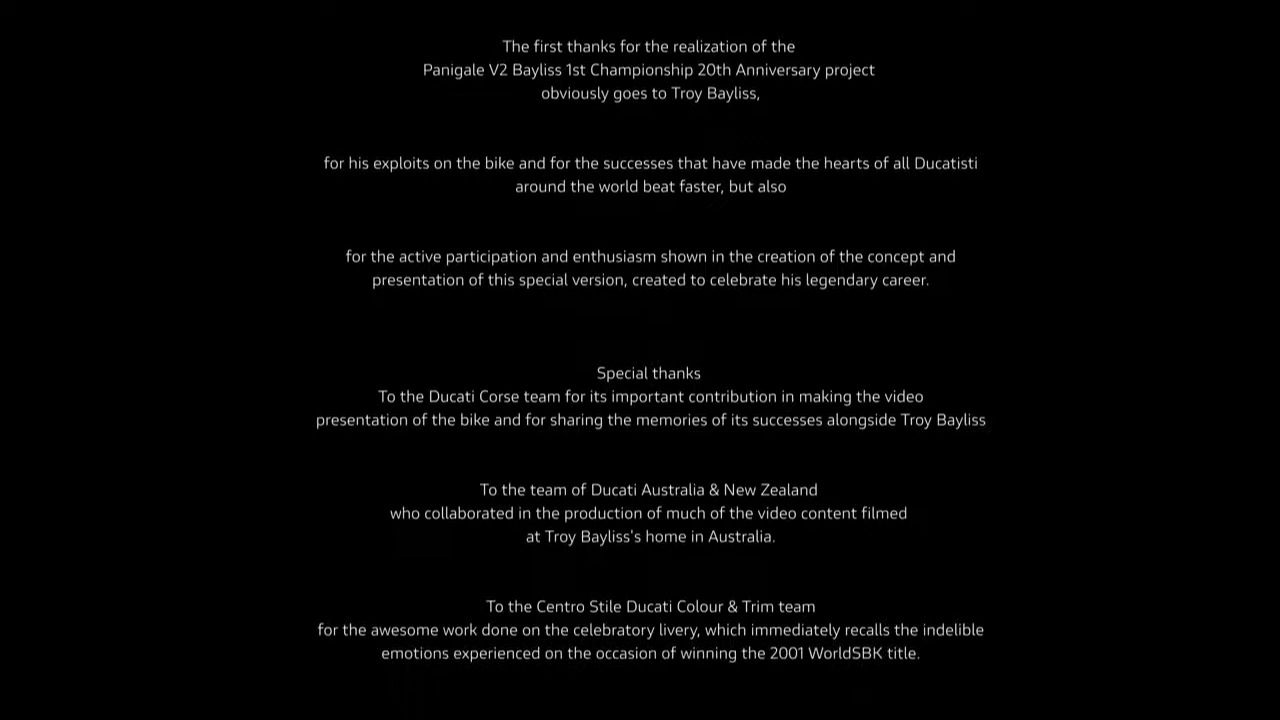 The first thanks for the realization of the
Panigale V2 Bayliss 1st Championship 20th Anniversary project
obviously goes to Troy Bayliss,
for his exploits on the bike and for the successes that have made the hearts of all Ducatisti
around the world beat faster, but also
for the active participation and enthusiasm shown in the creation of the concept and
presentation of this special version, created to celebrate his legendary career.
Special thanks
To the Ducati Corse team for its important contribution in making the video
presentation of the bike and for sharing the memories of its successes alongside Troy Bayliss
To the team of Ducati Australia & New Zealand
who collaborated in the production of much of the video content filmed
at Troy Bayliss's home in Australia.
To the Centro Stile Ducati Colour & Trim team
for the awesome work done on the celebratory livery, which immediately recalls the indelible
emotions experienced on the occasion of winning the 2001 WorldSBK title.